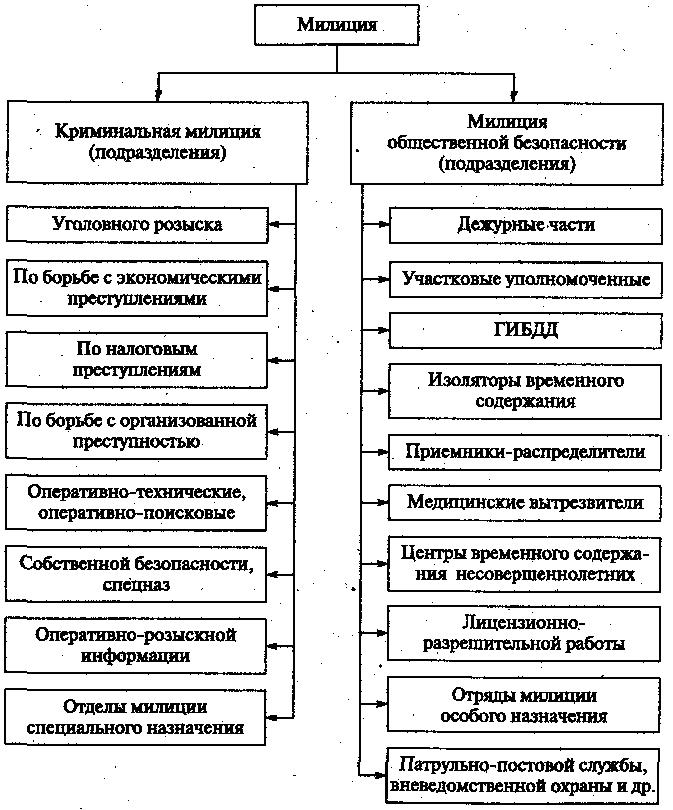 Милиция
Криминальная милиция
(подразделения)
Уголовного розыска
По борьбе с экономическими
преступлениями
По налоговым
преступлениям
По борьбе с организованной
преступностью
Оперативно-технические,
оперативно-поисковые
Собственной безопасности,
спецназ
Оперативно-розыскной
информации
Отделы милиции
специального назначения
Милиция
общественной безопасности
(подразделения)
Дежурные части
Участковые уполномоченные
ГИБДД
Изоляторы временного
содержания
Приемники-распределители
Медицинские вытрезвители
Центры временного содержа-
ния несовершеннолетних
Лицензионно-
разрешительной работы
Отряды милиции
особого назначения
Патрульно-постовой службы,
вневедомственной охраны и др.